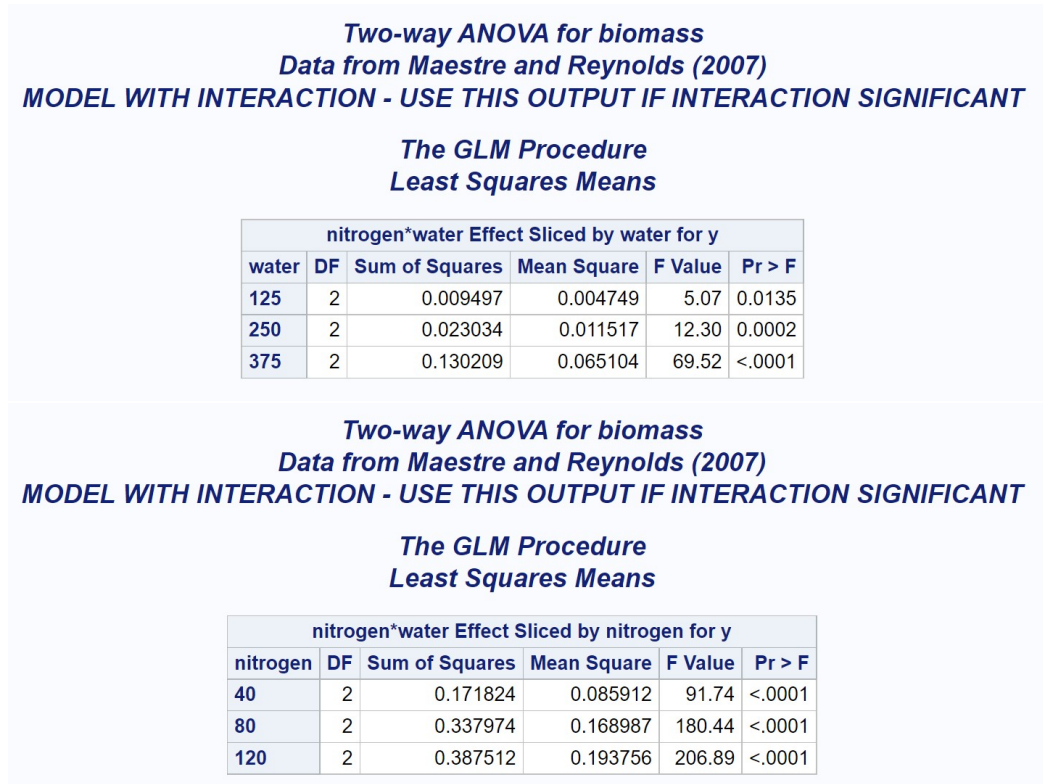 Two-way ANOVA for biomass
Data from Maestre and Reynolds (2007)
MODEL WITH INTERACTION - USE THIS OUTPUT IF INTERACTION SIGNIFICANT
The GLM Procedure
Least Squares Means
nitrogen*water Effect Sliced by water for y
water DF Sum of Squares Mean Square F Value Pr > F
125 2 0.009497 0.004749 5.07 0.0135
250 2 0.023034 0.011517 12.30 0.0002
375 2 0.130209 0.065104 69.52 <.0001
Two-way ANOVA for biomass
Data from Maestre and Reynolds (2007)
MODEL WITH INTERACTION - USE THIS OUTPUT IF INTERACTION SIGNIFICANT
The GLM Procedure
Least Squares Means
nitrogen*water Effect Sliced by nitrogen for y
nitrogen DF Sum of Squares Mean Square F Value Pr > F
40 2 0.171824 0.085912 91.74 <.0001
80 2 0.337974 0.168987 180.44 <.0001
120 2 0.387512 0.193756 206.89 <.0001